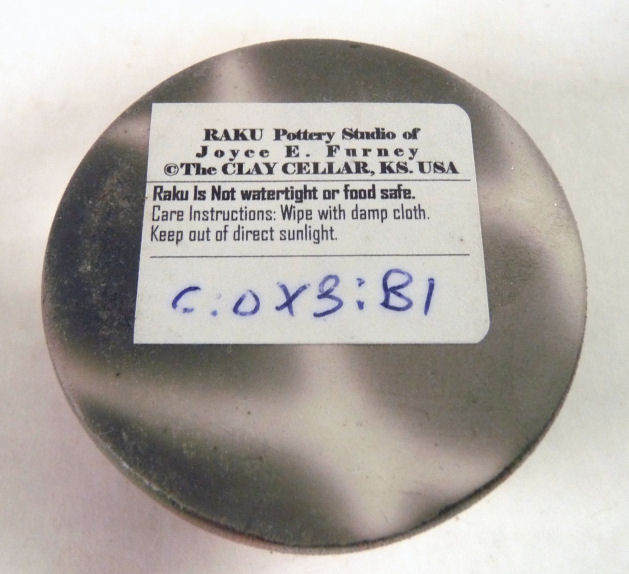 RAKU Pottery Studio of
Joyce E. Furney
©The CLAY CELLAR, KS. USA
Raku Is Not watertight or food safe.
Care Instructions: Wipe with damp cloth.
Keep out of direct sunlight.
C:0X3:B1